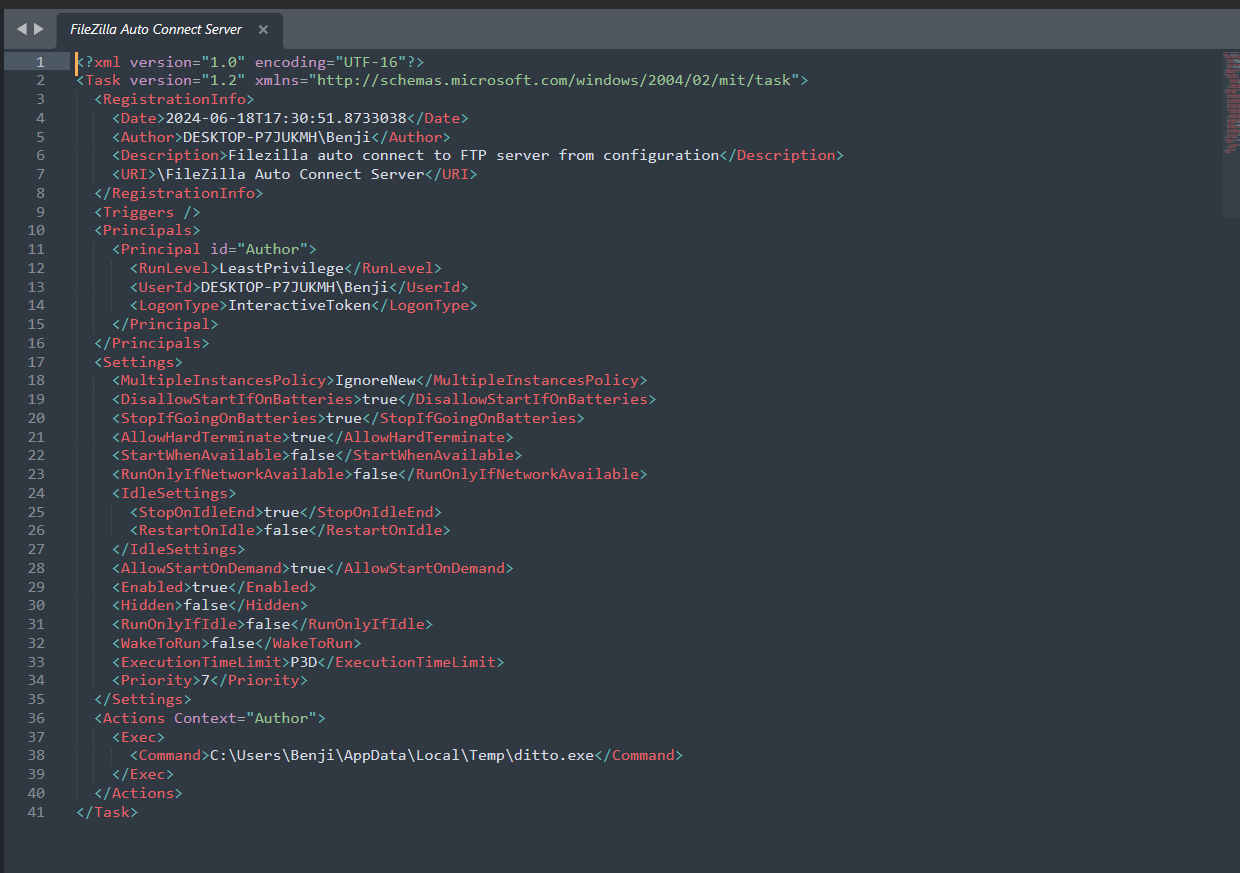 FileZilla Auto Connect Server ×
1 <?xml version="1.0" encoding="UTF-16"?>
2 <Task version="1.2" xmlns="http://schemas.microsoft.com/windows/2004/02/mit/task">
3   <RegistrationInfo>
4     <Date>2024-06-18T17:30:51.8733038</Date>
5     <Author>DESKTOP-P7JUKMH\Benji</Author>
6     <Description>Filezilla auto connect to FTP server from configuration</Description>
7     <URI>\FileZilla Auto Connect Server</URI>
8   </RegistrationInfo>
9   <Triggers />
10   <Principals>
11     <Principal id="Author">
12       <RunLevel>LeastPrivilege</RunLevel>
13       <UserId>DESKTOP-P7JUKMH\Benji</UserId>
14       <LogonType>InteractiveToken</LogonType>
15     </Principal>
16   </Principals>
17   <Settings>
18     <MultipleInstancesPolicy>IgnoreNew</MultipleInstancesPolicy>
19     <DisallowStartIfOnBatteries>true</DisallowStartIfOnBatteries>
20     <StopIfGoingOnBatteries>true</StopIfGoingOnBatteries>
21     <AllowHardTerminate>true</AllowHardTerminate>
22     <StartWhenAvailable>false</StartWhenAvailable>
23     <RunOnlyIfNetworkAvailable>false</RunOnlyIfNetworkAvailable>
24     <IdleSettings>
25       <StopOnIdleEnd>true</StopOnIdleEnd>
26       <RestartOnIdle>false</RestartOnIdle>
27     </IdleSettings>
28     <AllowStartOnDemand>true</AllowStartOnDemand>
29     <Enabled>true</Enabled>
30     <Hidden>false</Hidden>
31     <RunOnlyIfIdle>false</RunOnlyIfIdle>
32     <WakeToRun>false</WakeToRun>
33     <ExecutionTimeLimit>P3D</ExecutionTimeLimit>
34     <Priority>7</Priority>
35   </Settings>
36   <Actions Context="Author">
37     <Exec>
38       <Command>C:\Users\Benji\AppData\Local\Temp\ditto.exe</Command>
39     </Exec>
40   </Actions>
41 </Task>